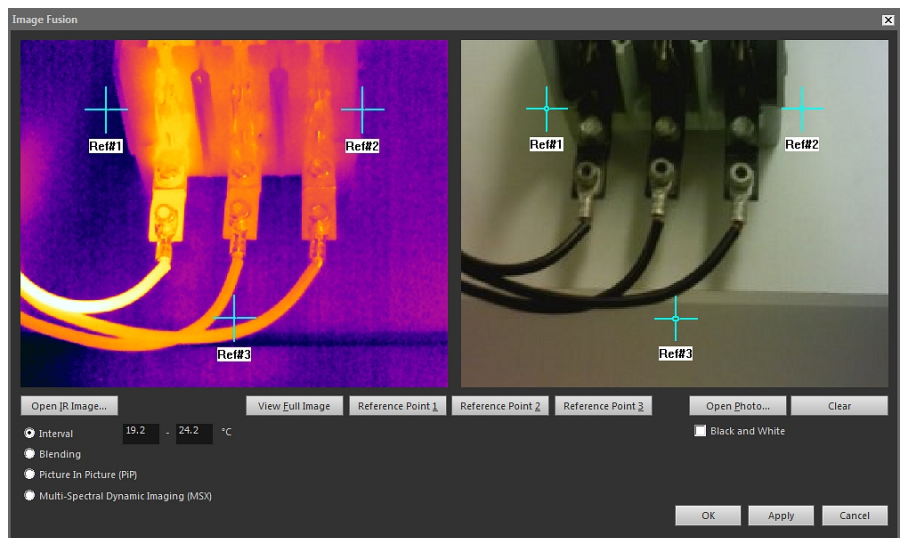 Image Fusion
Ref#1
Ref#2
Ref#3
Ref#1
Ref#2
Ref#3
Open IR Image...
View Full Image
Reference Point 1
Reference Point 2
Reference Point 3
Open Photo...
Clear
Interval 19.2 - 24.2 °C
Black and White
Blending
Picture In Picture (PiP)
Multi-Spectral Dynamic Imaging (MSX)
OK
Apply
Cancel